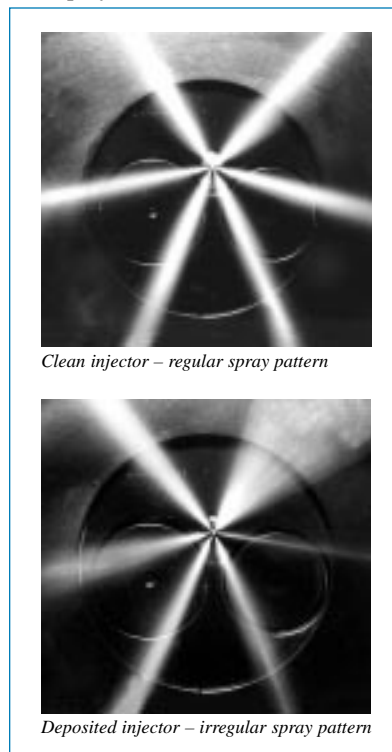 Clean injector – regular spray pattern
Deposited injector – irregular spray pattern